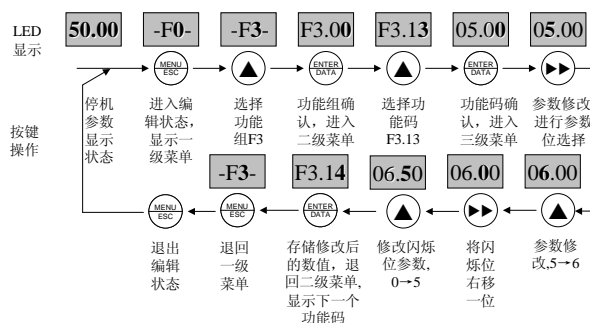 LED
显示
50.00 -F0- -F3- F3.00 F3.13 05.00 05.00
MENU
ESC
ENTER
DATA
ENTER
DATA
停机
参数
显示
状态
进入编
辑状态,
显示一
级菜单
选择
功能
组F3
功能组确
认，进入
二级菜单
选择功
能码
F3.13
功能码确
认，进入
三级菜单
参数修改
进行参数
位选择
按键
操作
-F3- F3.14 06.50 06.00 06.00
MENU
ESC
MENU
ESC
ENTER
DATA
退出
编辑
状态
退回
一级
菜单
存储修改后
的数值，退
回二级菜单,
显示下一个
功能码
修改闪烁
位参数,
0→5
将闪
烁位
右移
一位
参数修
改,5→6